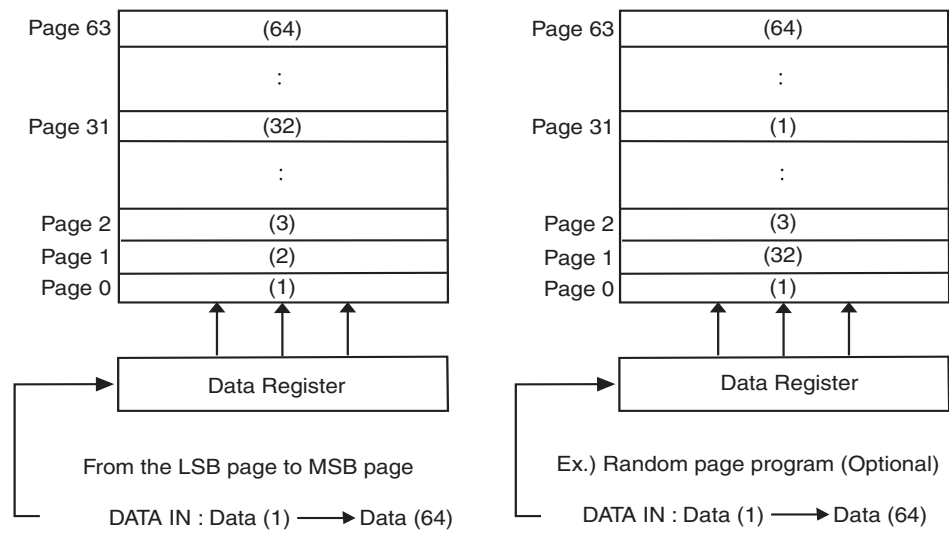 Page 63 (64)
:
Page 31 (32)
:
Page 2 (3)
Page 1 (2)
Page 0 (1)
Data Register
From the LSB page to MSB page
DATA IN : Data (1) → Data (64)
Page 63 (64)
:
Page 31 (1)
:
Page 2 (3)
Page 1 (32)
Page 0 (1)
Data Register
Ex.) Random page program (Optional)
DATA IN : Data (1) → Data (64)